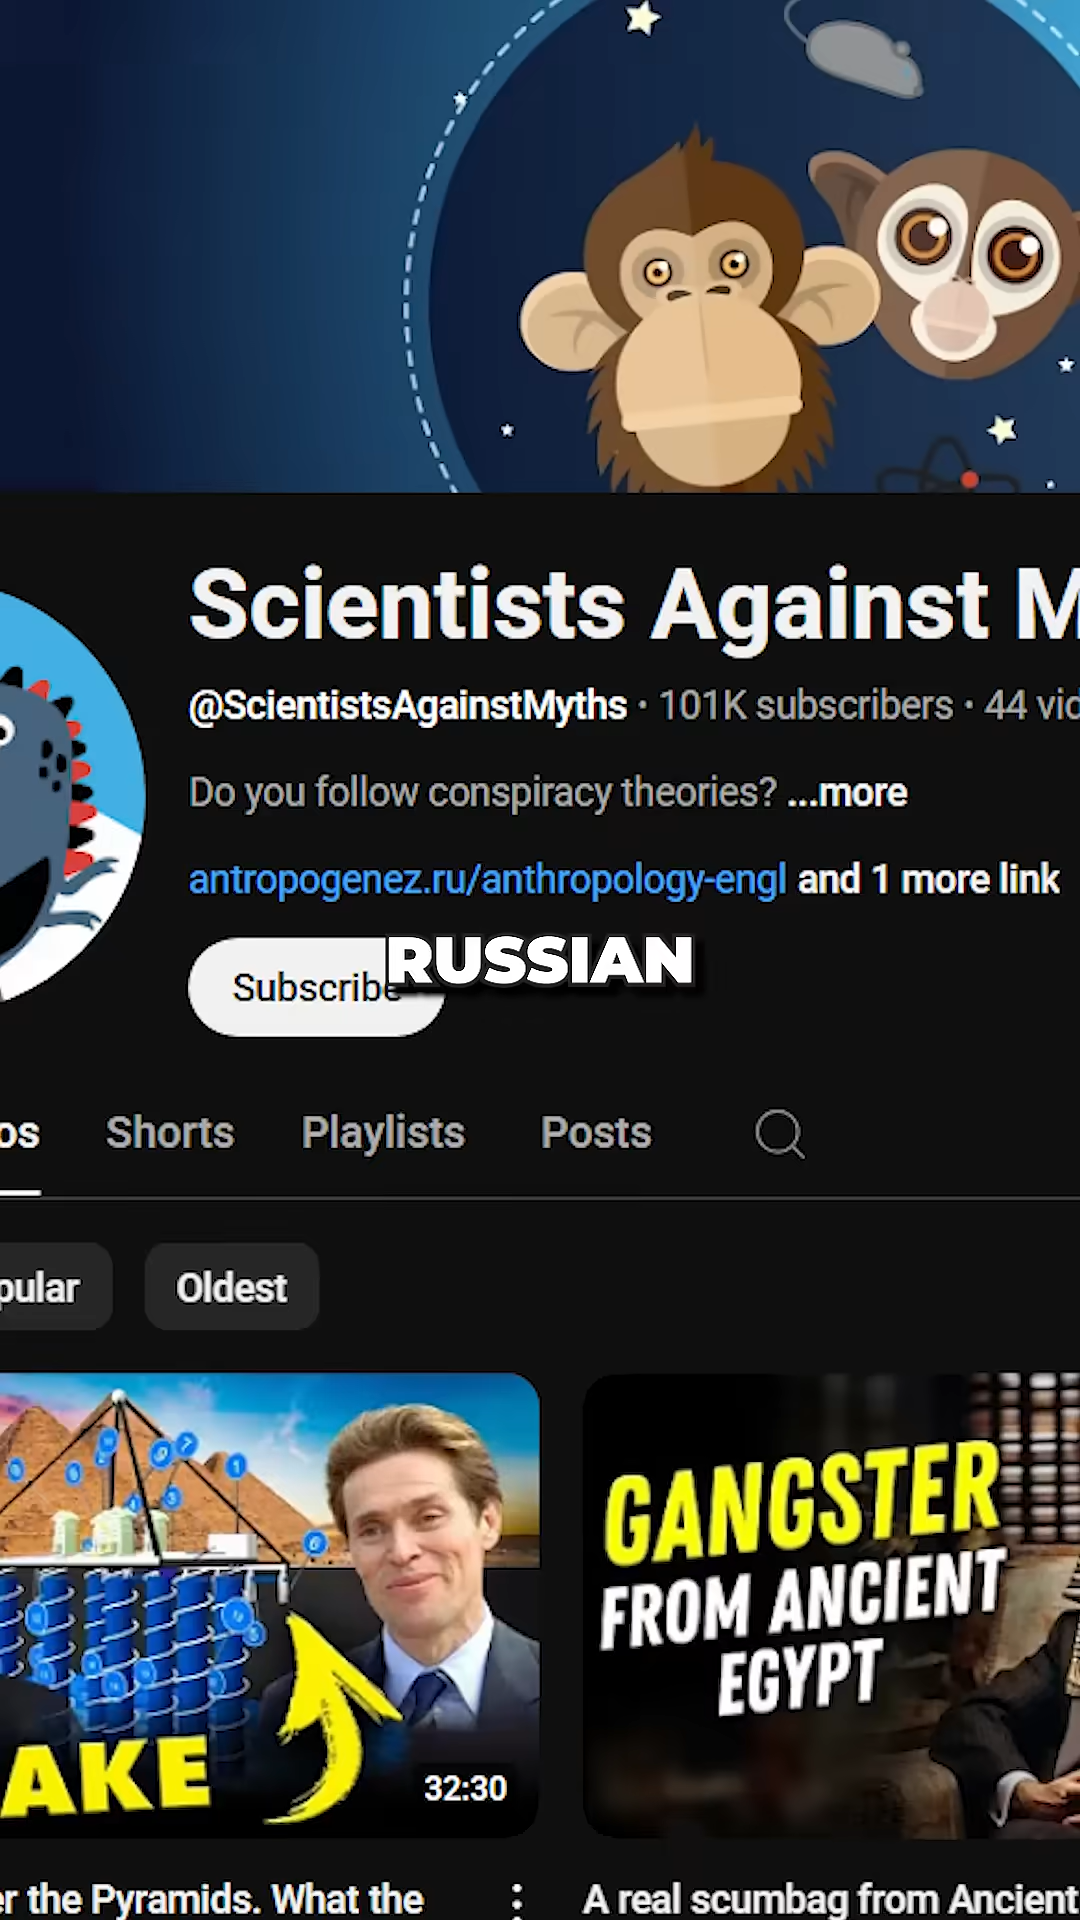 Scientists Against M
@ScientistsAgainstMyths · 101K subscribers · 44 vid
Do you follow conspiracy theories? ...more
antropogenez.ru/anthropology-engl and 1 more link
Subscribe
RUSSIAN
os Shorts Playlists Posts
pular Oldest
AKE
32:30
GANGSTER
FROM ANCIENT
EGYPT
er the Pyramids. What the
A real scumbag from Ancient